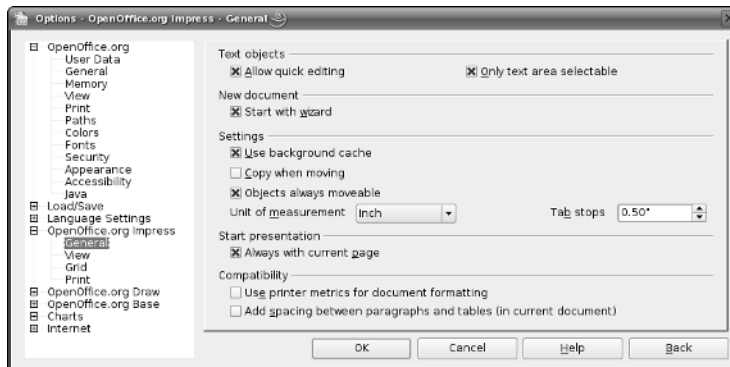 Options - OpenOffice.org Impress - General
OpenOffice.org
User Data
General
Memory
View
Print
Paths
Colors
Fonts
Security
Appearance
Accessibility
Java
Load/Save
Language Settings
OpenOffice.org Impress
General
View
Grid
Print
OpenOffice.org Draw
OpenOffice.org Base
Charts
Internet
Text objects
Allow quick editing
Only text area selectable
New document
Start with wizard
Settings
Use background cache
Copy when moving
Objects always moveable
Unit of measurement Inch
Tab stops 0.50"
Start presentation
Always with current page
Compatibility
Use printer metrics for document formatting
Add spacing between paragraphs and tables (in current document)
OK Cancel Help Back